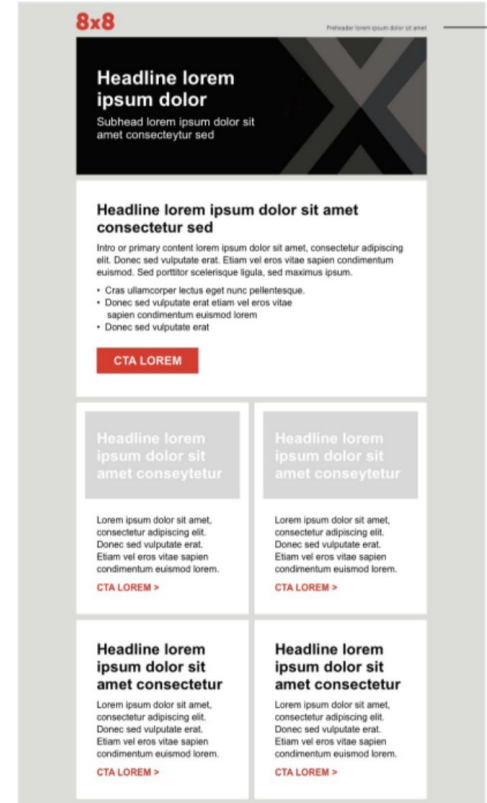 8x8
Preheader lorem ipsum dolor sit amet
Headline lorem
ipsum dolor
Subhead lorem ipsum dolor sit
amet consecteytur sed
Headline lorem ipsum dolor sit amet
consectetur sed
Intro or primary content lorem ipsum dolor sit amet, consectetur adipiscing
elit. Donec sed vulputate erat. Etiam vel eros vitae sapien condimentum
euismod. Sed porttitor scelerisque ligula, sed maximus ipsum.
• Cras ullamcorper lectus eget nunc pellentesque.
• Donec sed vulputate erat etiam vel eros vitae
sapien condimentum euismod lorem
• Donec sed vulputate erat
CTA LOREM
Headline lorem
ipsum dolor sit
amet conseytetur
Lorem ipsum dolor sit amet,
consectetur adipiscing elit.
Donec sed vulputate erat.
Etiam vel eros vitae sapien
condimentum euismod lorem.
CTA LOREM >
Headline lorem
ipsum dolor sit
amet conseytetur
Lorem ipsum dolor sit amet,
consectetur adipiscing elit.
Donec sed vulputate erat.
Etiam vel eros vitae sapien
condimentum euismod lorem.
CTA LOREM >
Headline lorem
ipsum dolor sit
amet consectetur
Lorem ipsum dolor sit amet,
consectetur adipiscing elit.
Donec sed vulputate erat.
Etiam vel eros vitae sapien
condimentum euismod lorem.
CTA LOREM >
Headline lorem
ipsum dolor sit
amet consectetur
Lorem ipsum dolor sit amet,
consectetur adipiscing elit.
Donec sed vulputate erat.
Etiam vel eros vitae sapien
condimentum euismod lorem.
CTA LOREM >